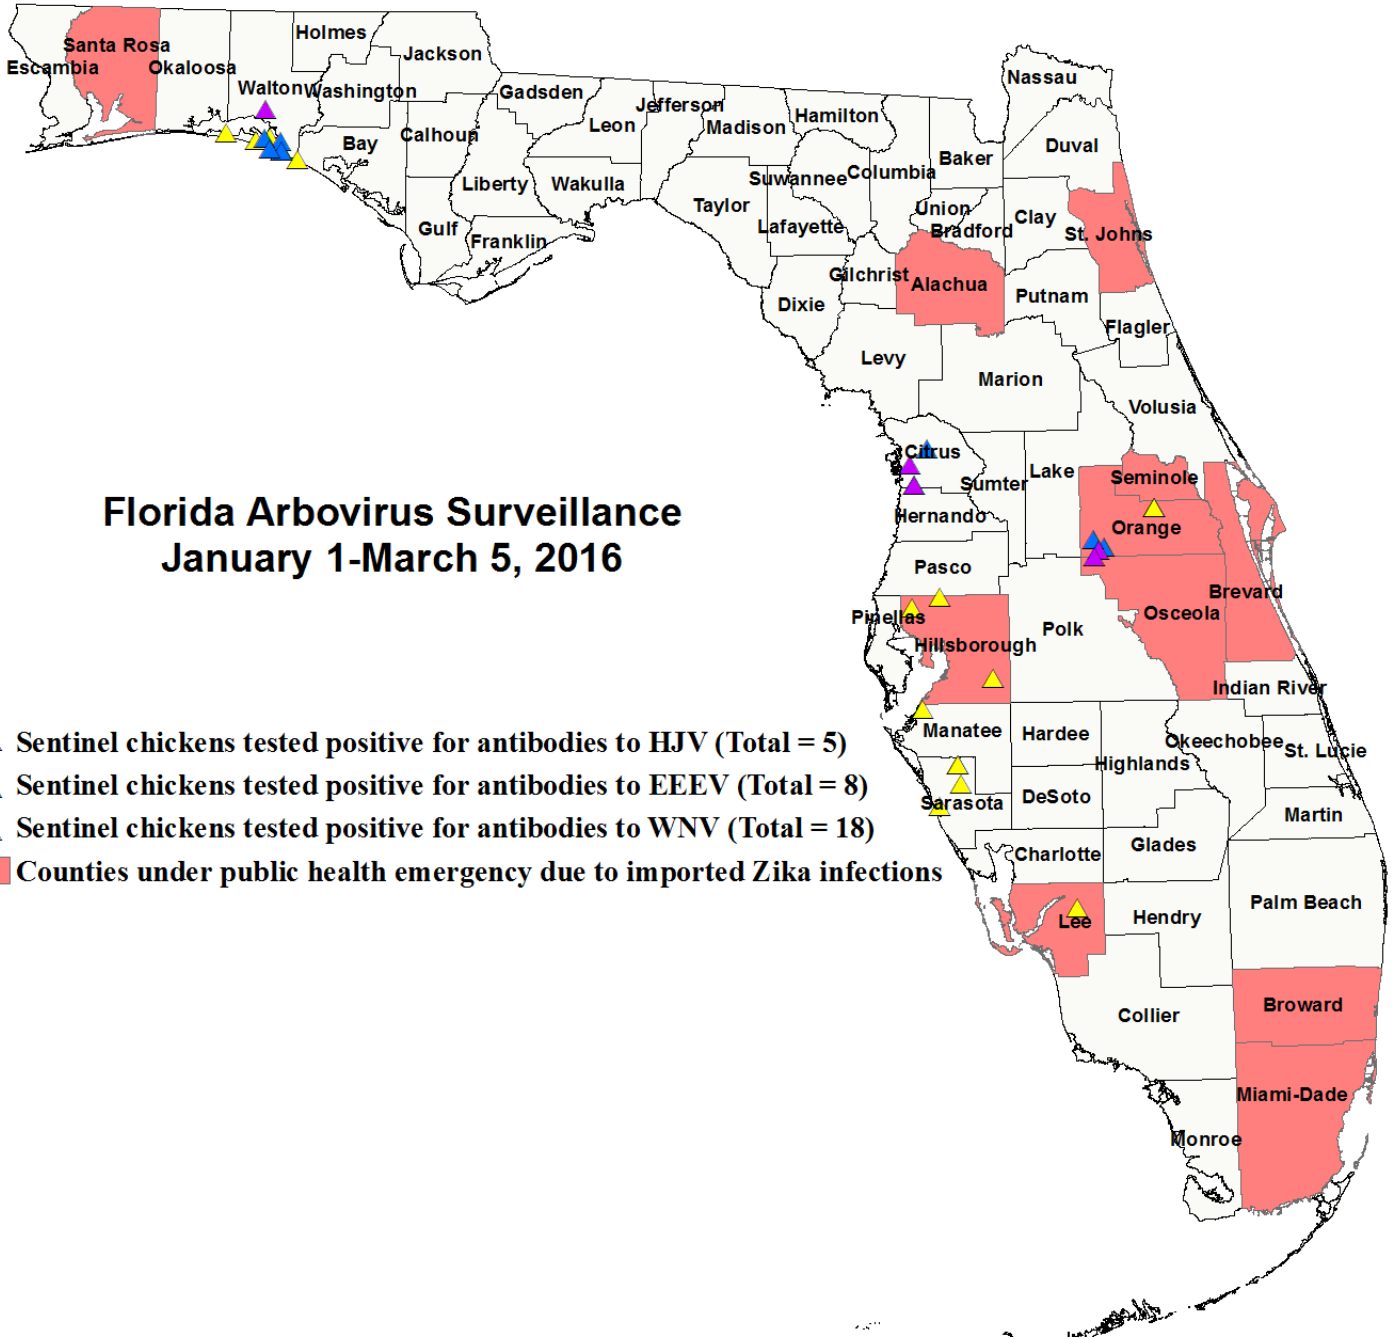 Holmes
Santa Rosa
Jackson
Escambia
Okaloosa
Walton
Washington
Gadsden
Nassau
Jefferson
Leon
Madison
Hamilton
Calhoun
Bay
Duval
Baker
Columbia
Suwannee
Liberty
Wakulla
Taylor
Union
Clay
Lafayette
Bradford
St. Johns
Gulf
Franklin
Gilchrist
Alachua
Putnam
Dixie
Flagler
Levy
Marion
Volusia
Citrus
Lake
Seminole
Sumter
Florida Arbovirus Surveillance
January 1-March 5, 2016
Hernando
Orange
Pasco
Brevard
Osceola
Pinellas
Polk
Hillsborough
Indian River
Manatee
Hardee
Okeechobee
St. Lucie
Highlands
Sentinel chickens tested positive for antibodies to HJV (Total = 5)
Sentinel chickens tested positive for antibodies to EEEV (Total = 8)
Sentinel chickens tested positive for antibodies to WNV (Total = 18)
Counties under public health emergency due to imported Zika infections
DeSoto
Sarasota
Martin
Glades
Charlotte
Palm Beach
Hendry
Lee
Broward
Collier
Miami-Dade
Monroe